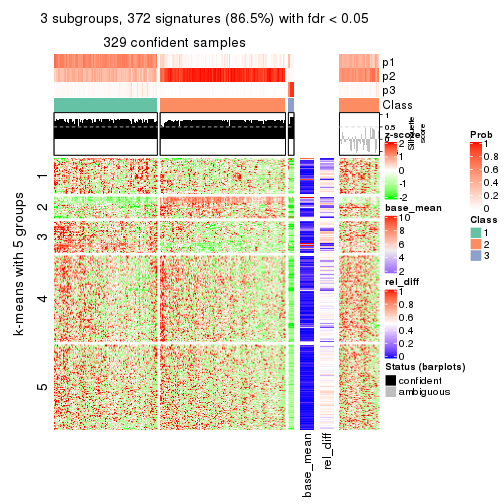 3 subgroups, 372 signatures (86.5%) with fdr < 0.05
329 confident samples
p1
p2
p3
Class
1
0.5
0
Silhouette
score
k-means with 5 groups
1
2
3
4
5
base_mean
rel_diff
z-score
2
1
0
-1
-2
base_mean
10
8
6
4
2
rel_diff
1
0.8
0.6
0.4
0.2
0
Status (barplots)
confident
ambiguous
Prob
1
0.8
0.6
0.4
0.2
0
Class
1
2
3